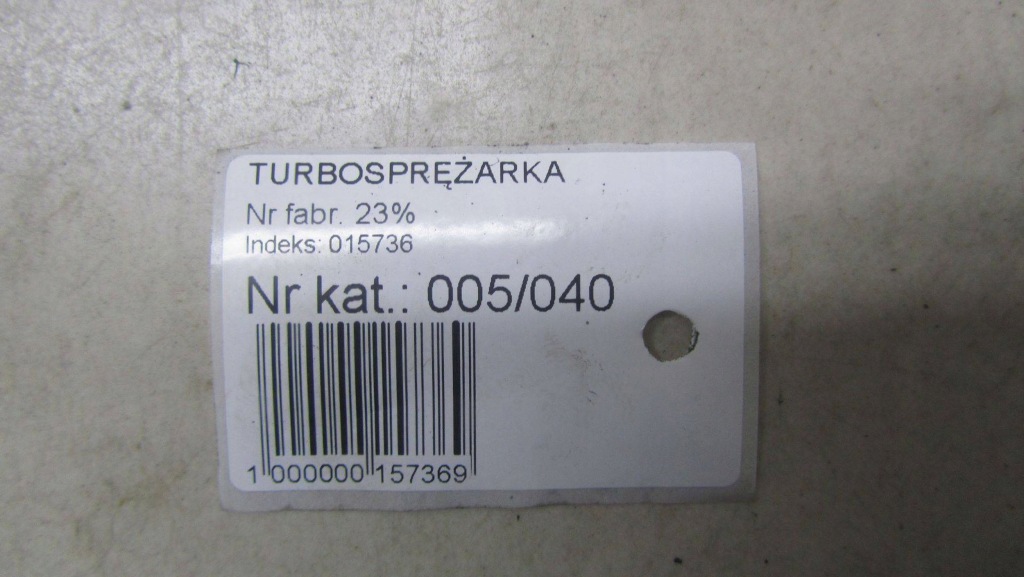 TURBOSPRĘŻARKA
Nr fabr. 23%
Indeks: 015736
Nr kat.: 005/040
1 000000 157369